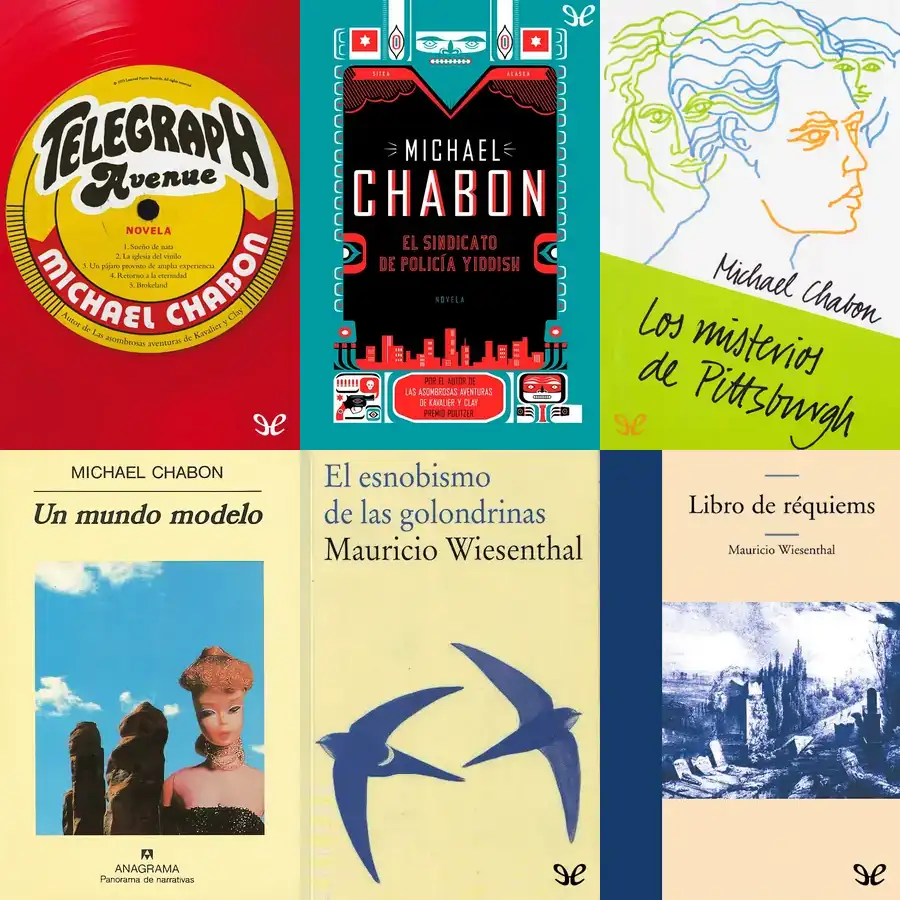 TELEGRAPH
Avenue
NOVELA
1. Sueño de nata
2. La iglesia del vinilo
3. Un pájaro provisto de amplia experiencia
4. Retorno a la eternidad
5. Brokeland
MICHAEL CHABON
Autor de Las asombrosas aventuras de Kavalier y Clay
SITKA
ALASKA
MICHAEL
CHABON
EL SINDICATO
DE POLICÍA YIDDISH
NOVELA
POR EL AUTOR DE
LAS ASOMBROSAS AVENTURAS
DE KAVALIER Y CLAY
PREMIO PULITZER
Michael Chabon
Los misterios
de Pittsburgh
MICHAEL CHABON
Un mundo modelo
ANAGRAMA
Panorama de narrativas
El esnobismo
de las golondrinas
Mauricio Wiesenthal
Libro de réquiems
Mauricio Wiesenthal